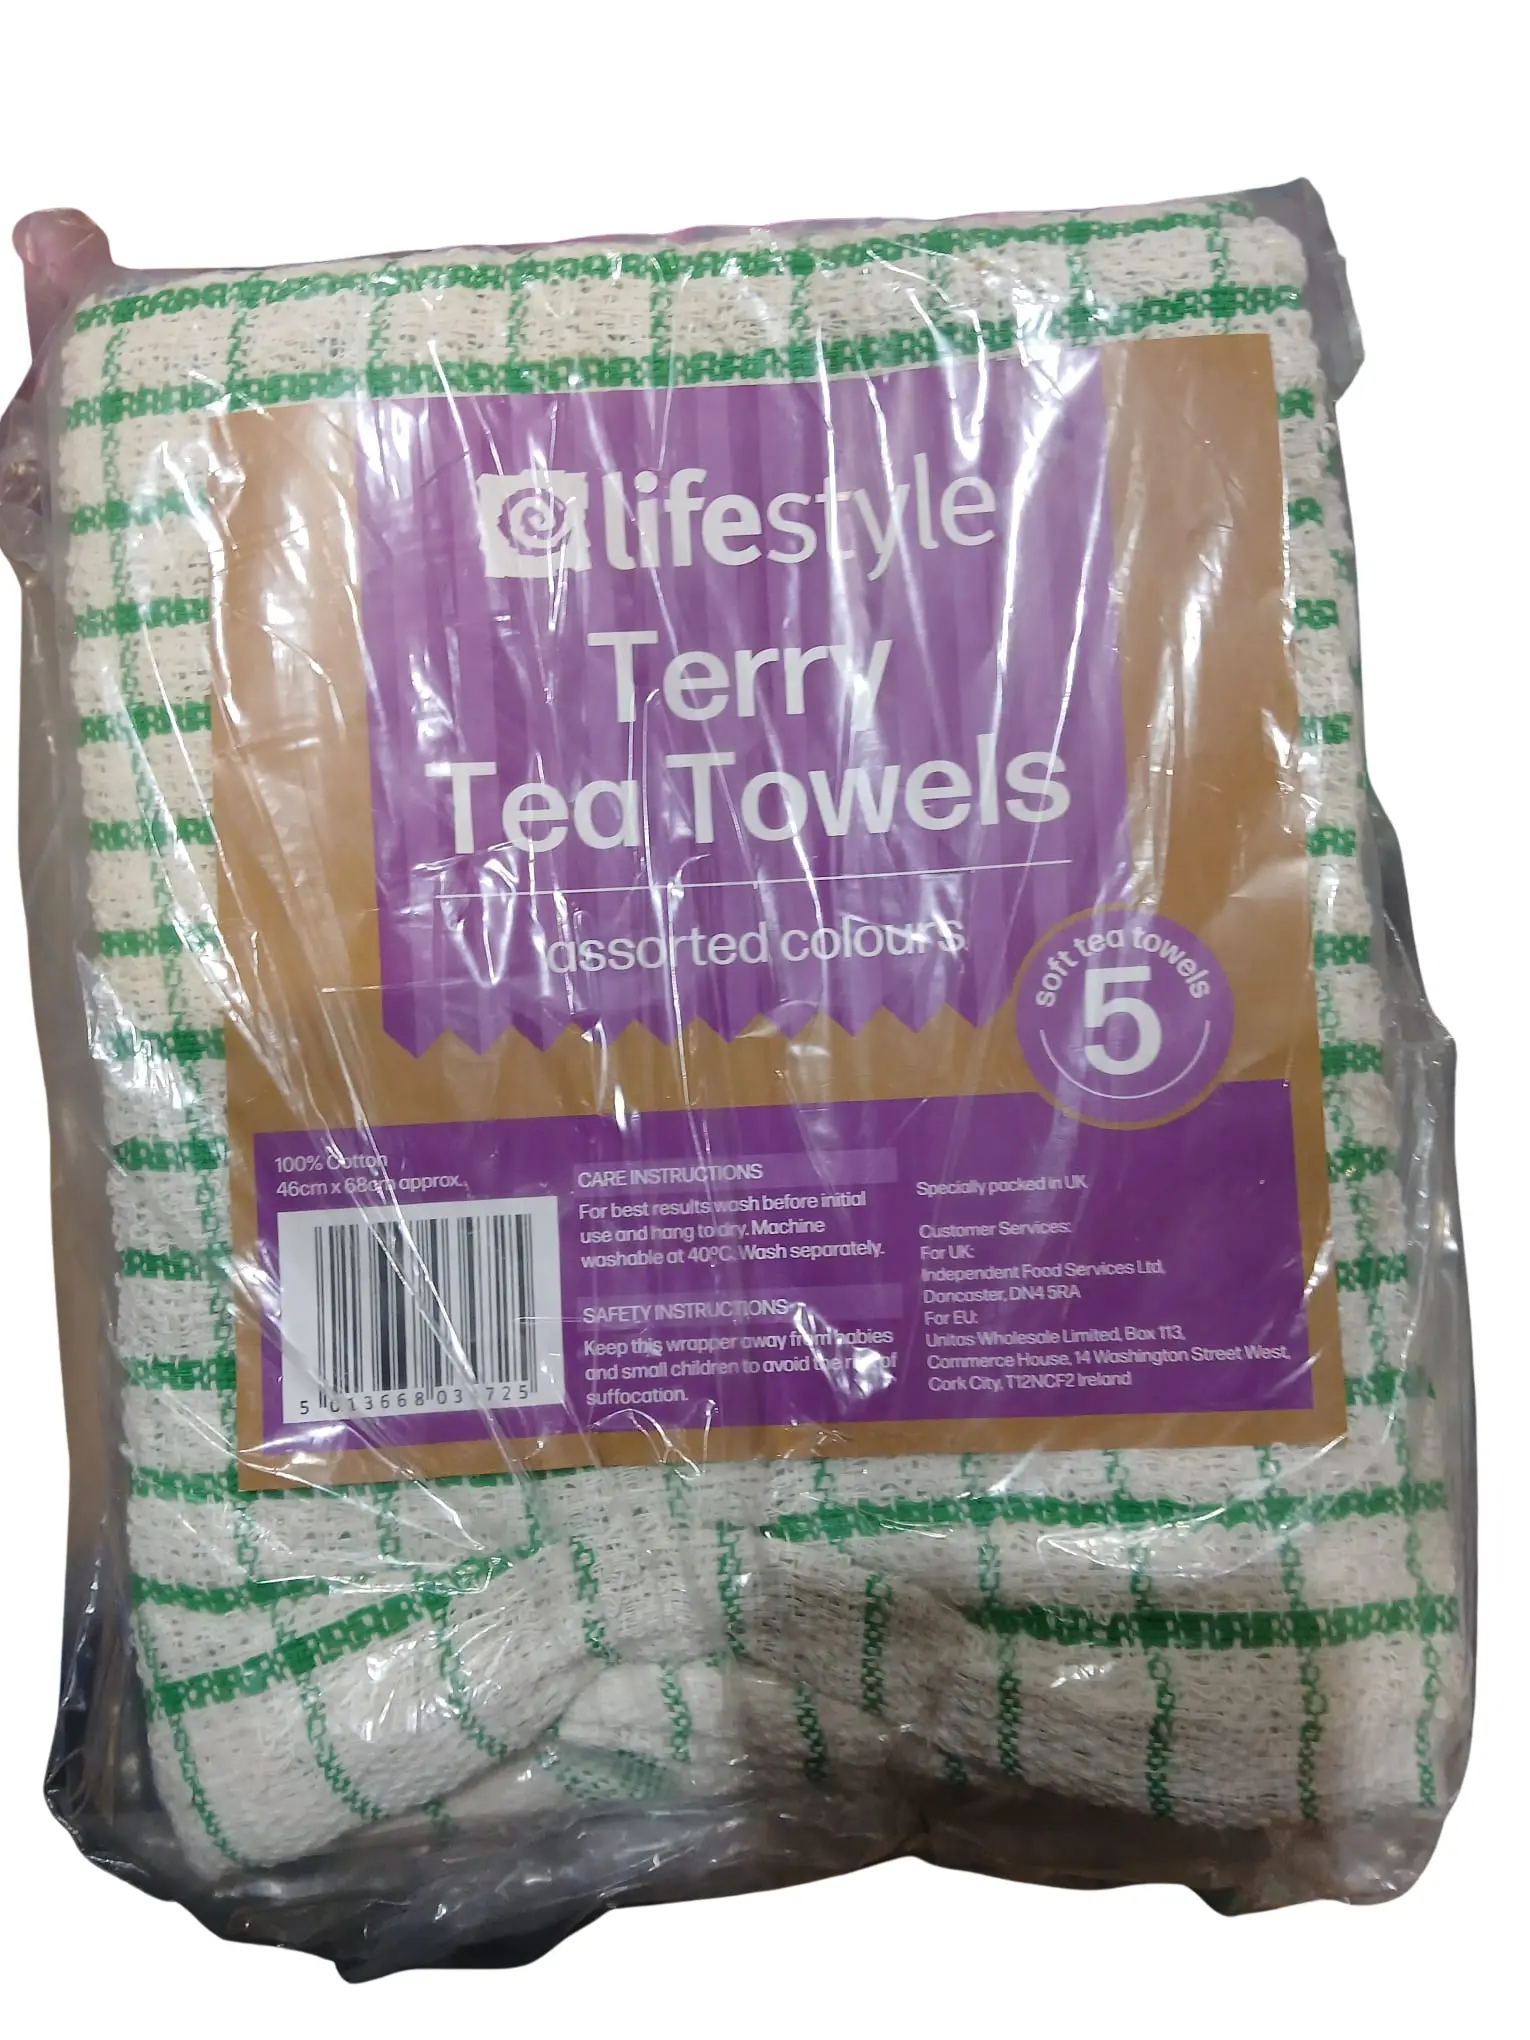 lifestyle
Terry
Tea Towels
assorted colours
soft tea towels
5
100% Cotton
46cm x 68cm approx.
CARE INSTRUCTIONS
For best results wash before initial
use and hang to dry. Machine
washable at 40ºC. Wash separately.
SAFETY INSTRUCTIONS
Keep this wrapper away from babies
and small children to avoid the risk of
suffocation.
Specially packed in UK
Customer Services:
For UK:
Independent Food Services Ltd,
Doncaster, DN4 5RA
For EU:
Unitas Wholesale Limited, Box 113,
Commerce House, 14 Washington Street West,
Cork City, T12NCF2 Ireland